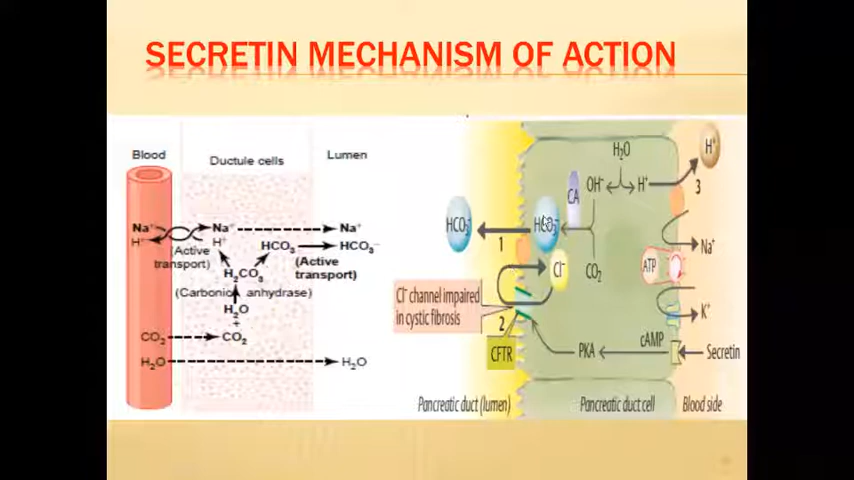 SECRETIN MECHANISM OF ACTION
Blood
Ductule cells
Lumen
Na⁺
Na⁺
Na⁺
H⁺
H⁺
(Active
transport)
HCO₃
HCO₃⁻
(Active
transport)
H₂CO₃
(Carbonic anhydrase)
H₂O
+
CO₂
CO₂
H₂O
H₂O
H₂O
H⁺
OH⁻
H⁺
3
CA
HCO₃⁻
HCO₃⁻
1
Na⁺
Cl⁻
CO₂
ATP
Cl⁻ channel impaired
in cystic fibrosis
2
K⁺
CFTR
PKA
cAMP
Secretin
Pancreatic duct (lumen)
Pancreatic duct cell
Blood side